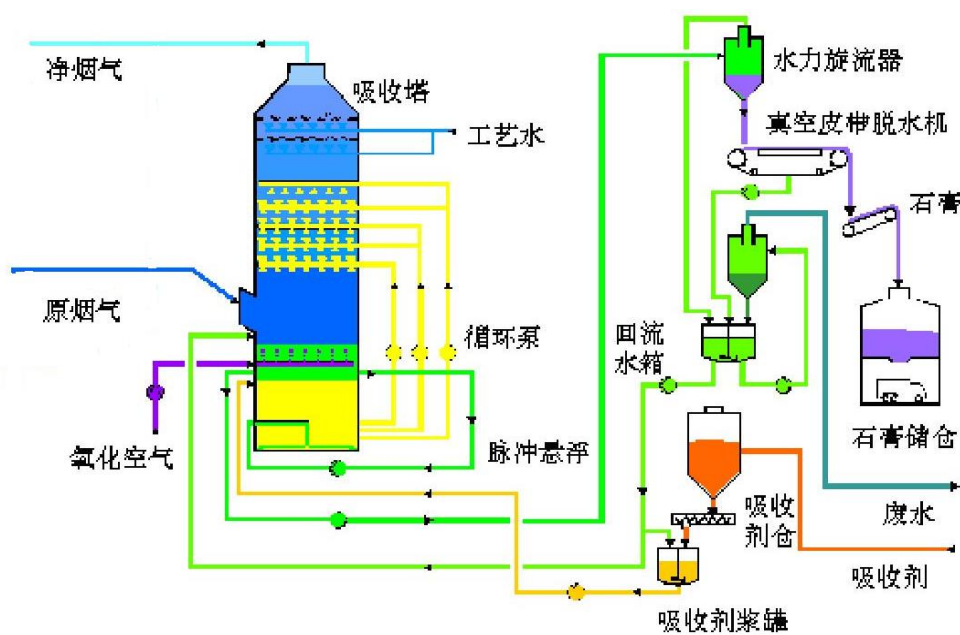 净烟气
吸收塔
工艺水
水力旋流器
真空皮带脱水机
石膏
原烟气
循环泵
回流
水箱
氧化空气
脉冲悬浮
石膏储仓
吸收
剂仓
废水
吸收剂
吸收剂浆罐